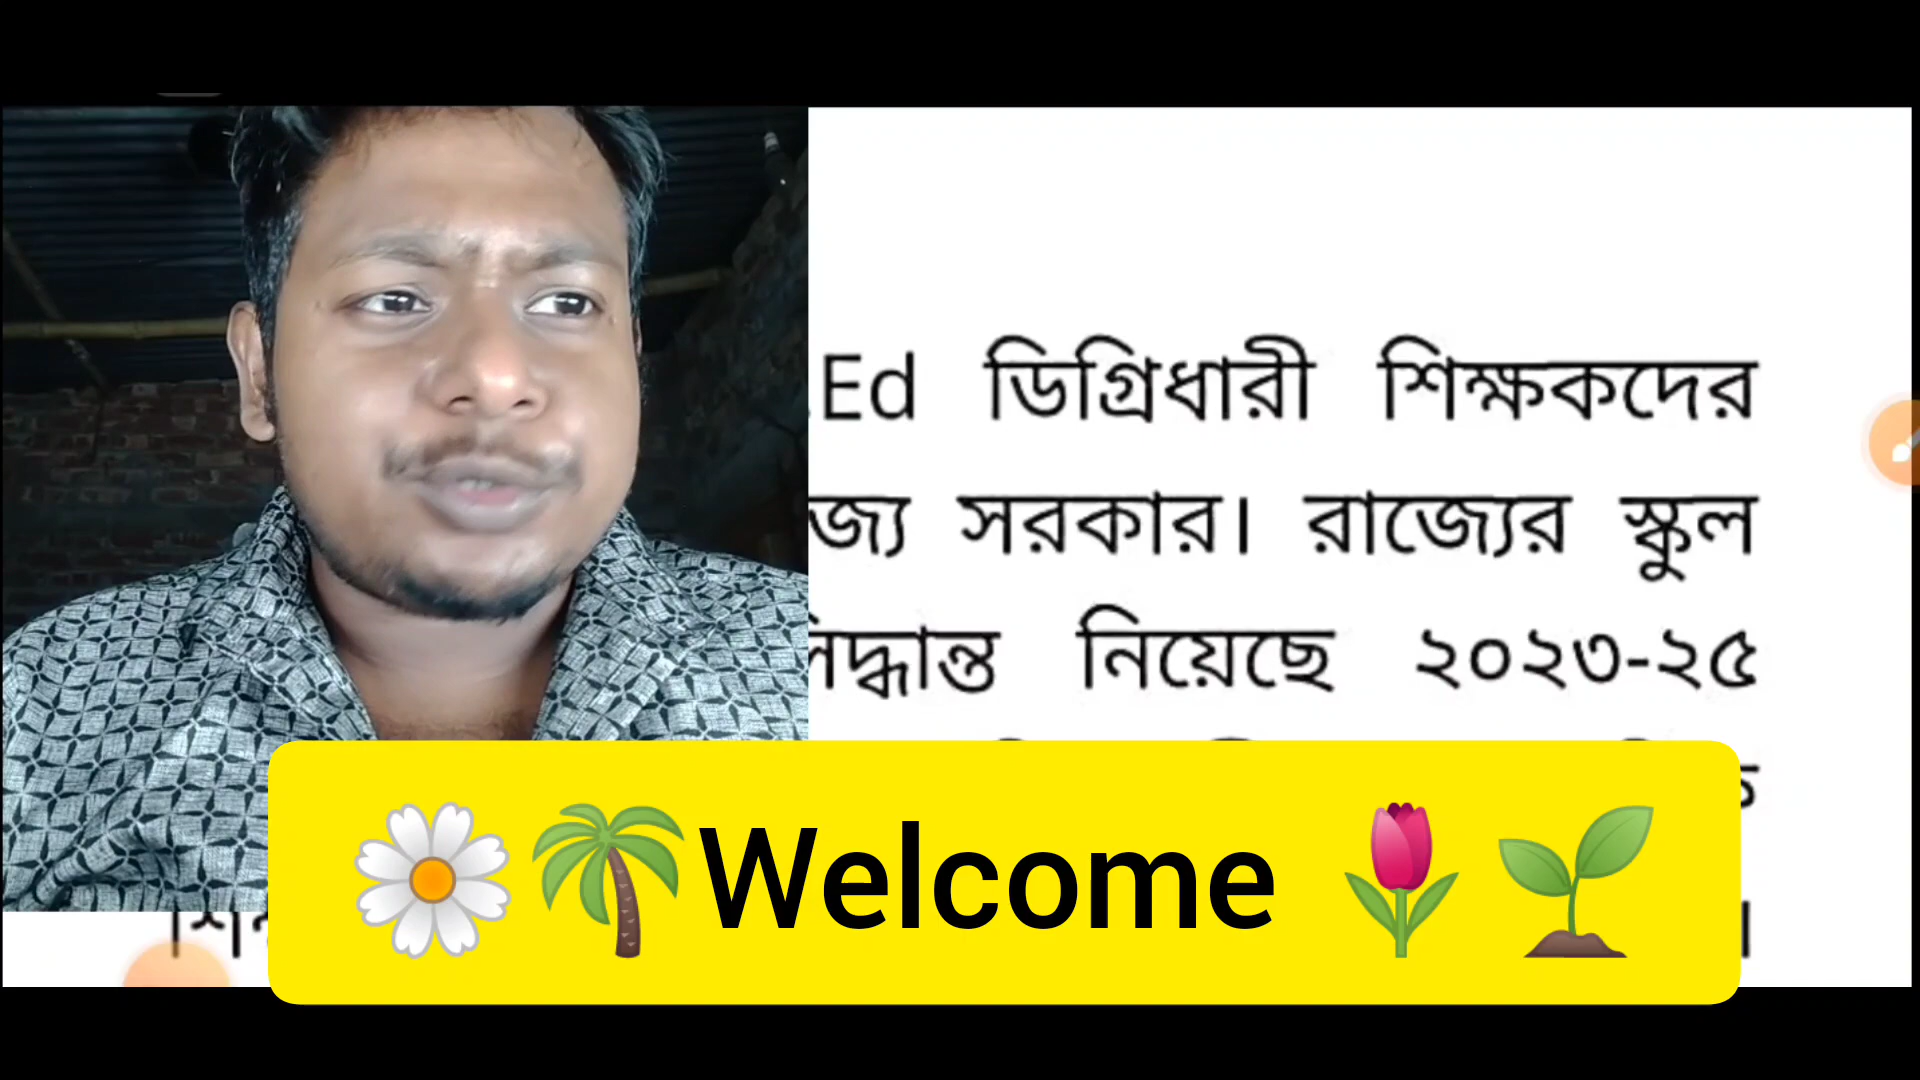 .Ed ডিগ্রিধারী শিক্ষকদের
সরকার। রাজ্যের স্কুল
সিদ্ধান্ত নিয়েছে ২০২৩-২৫
Welcome